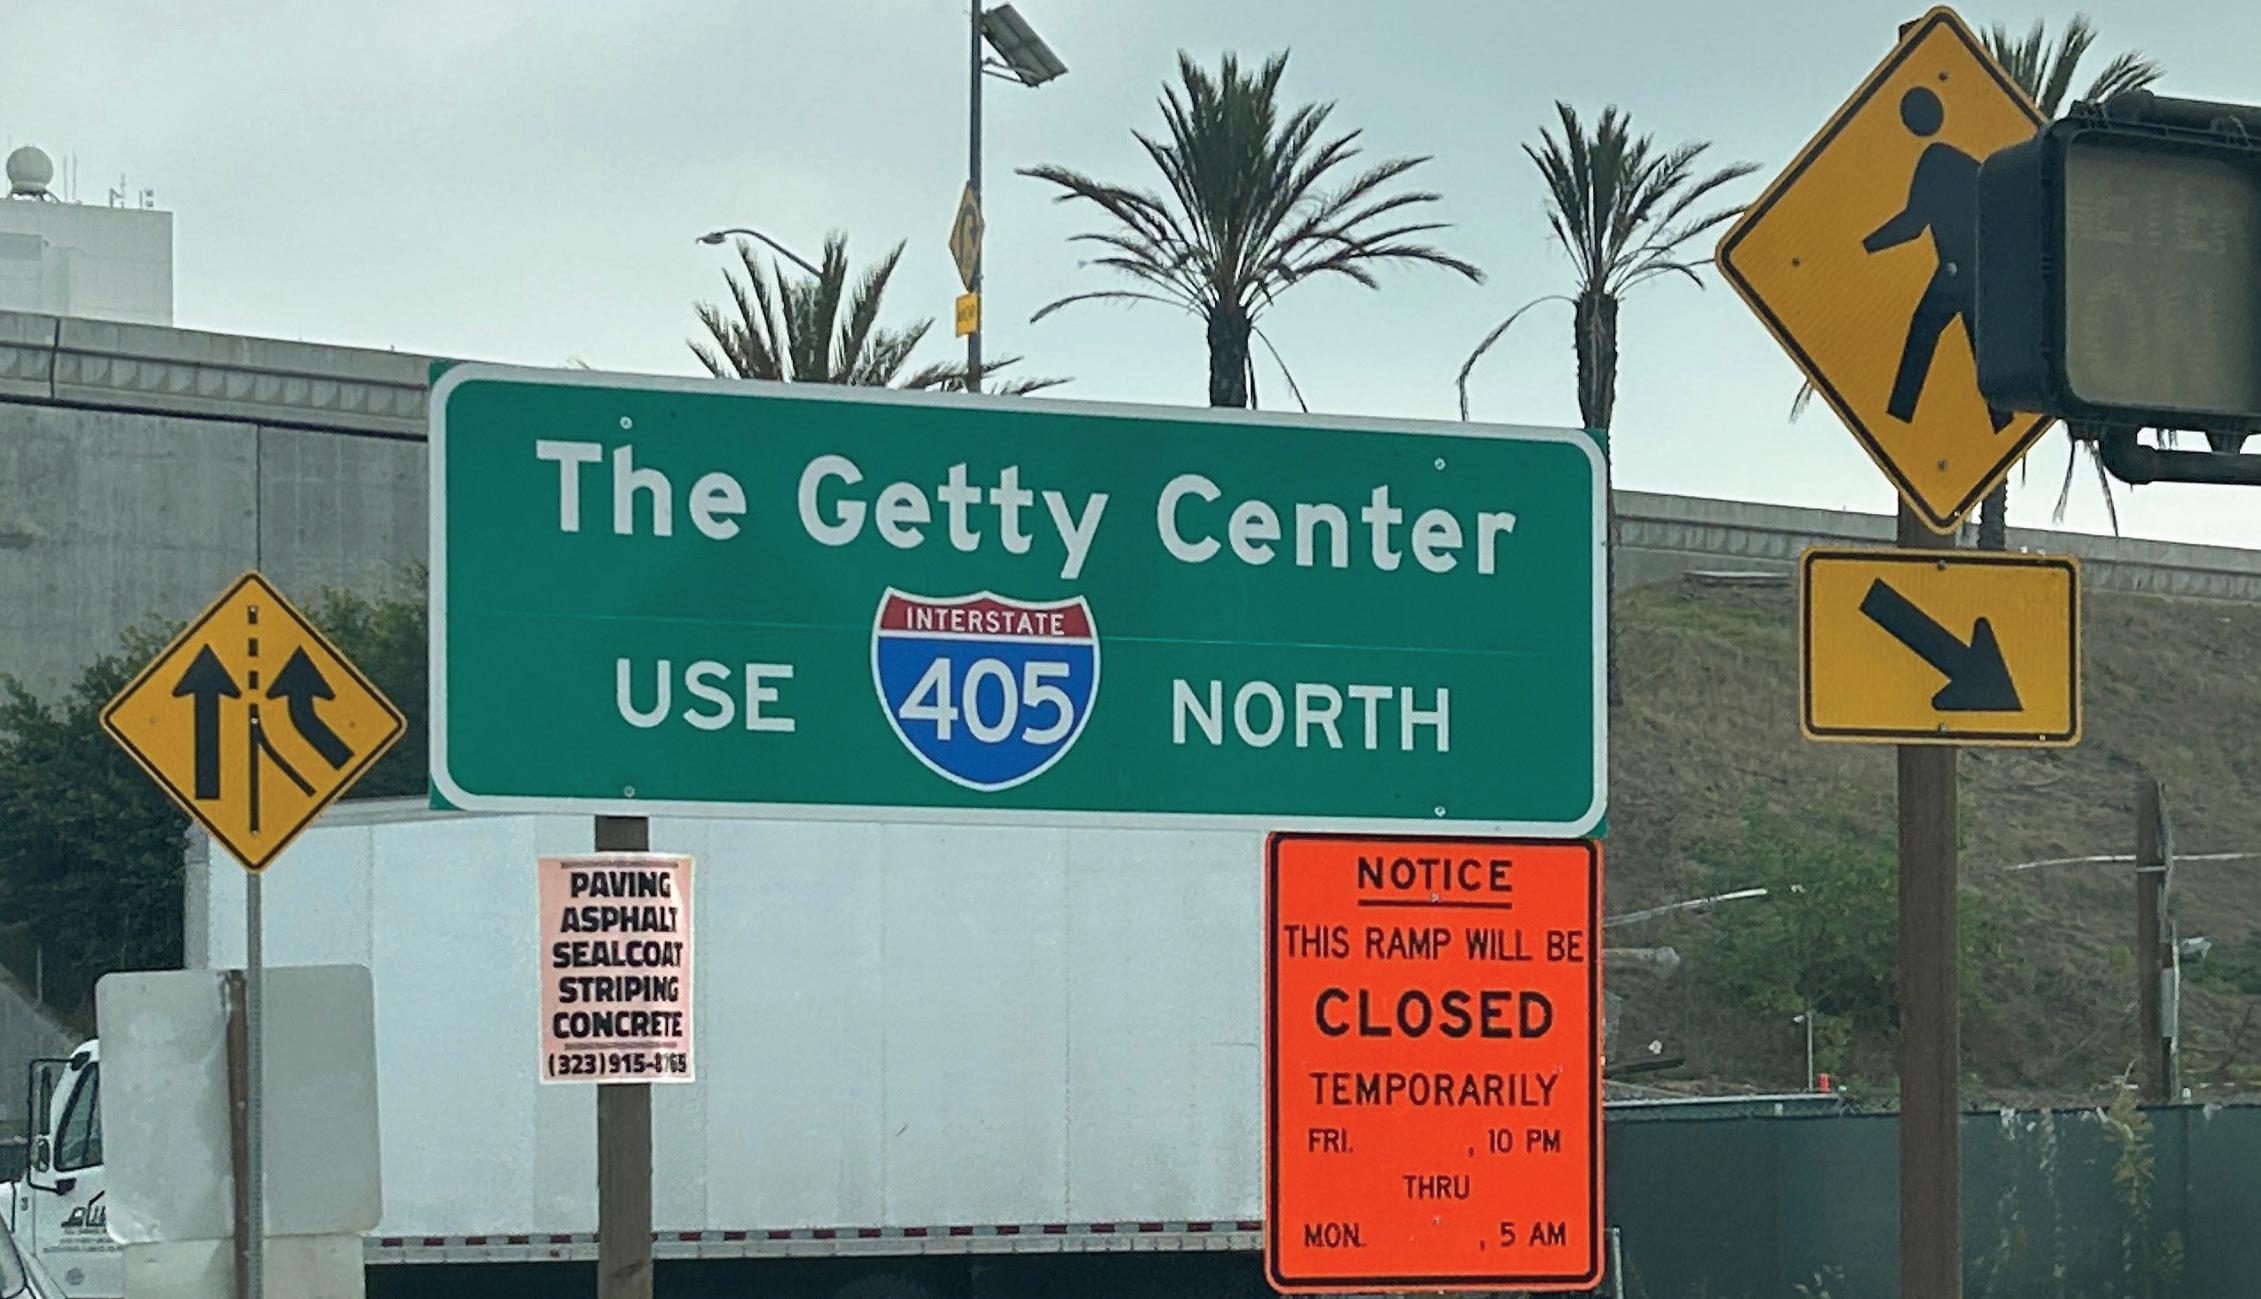 The Getty Center
USE INTERSTATE 405 NORTH
PAVING
ASPHALT
SEALCOAT
STRIPING
CONCRETE
(323)915-8765
NOTICE
THIS RAMP WILL BE
CLOSED
TEMPORARILY
FRI. , 10 PM
THRU
MON. , 5 AM